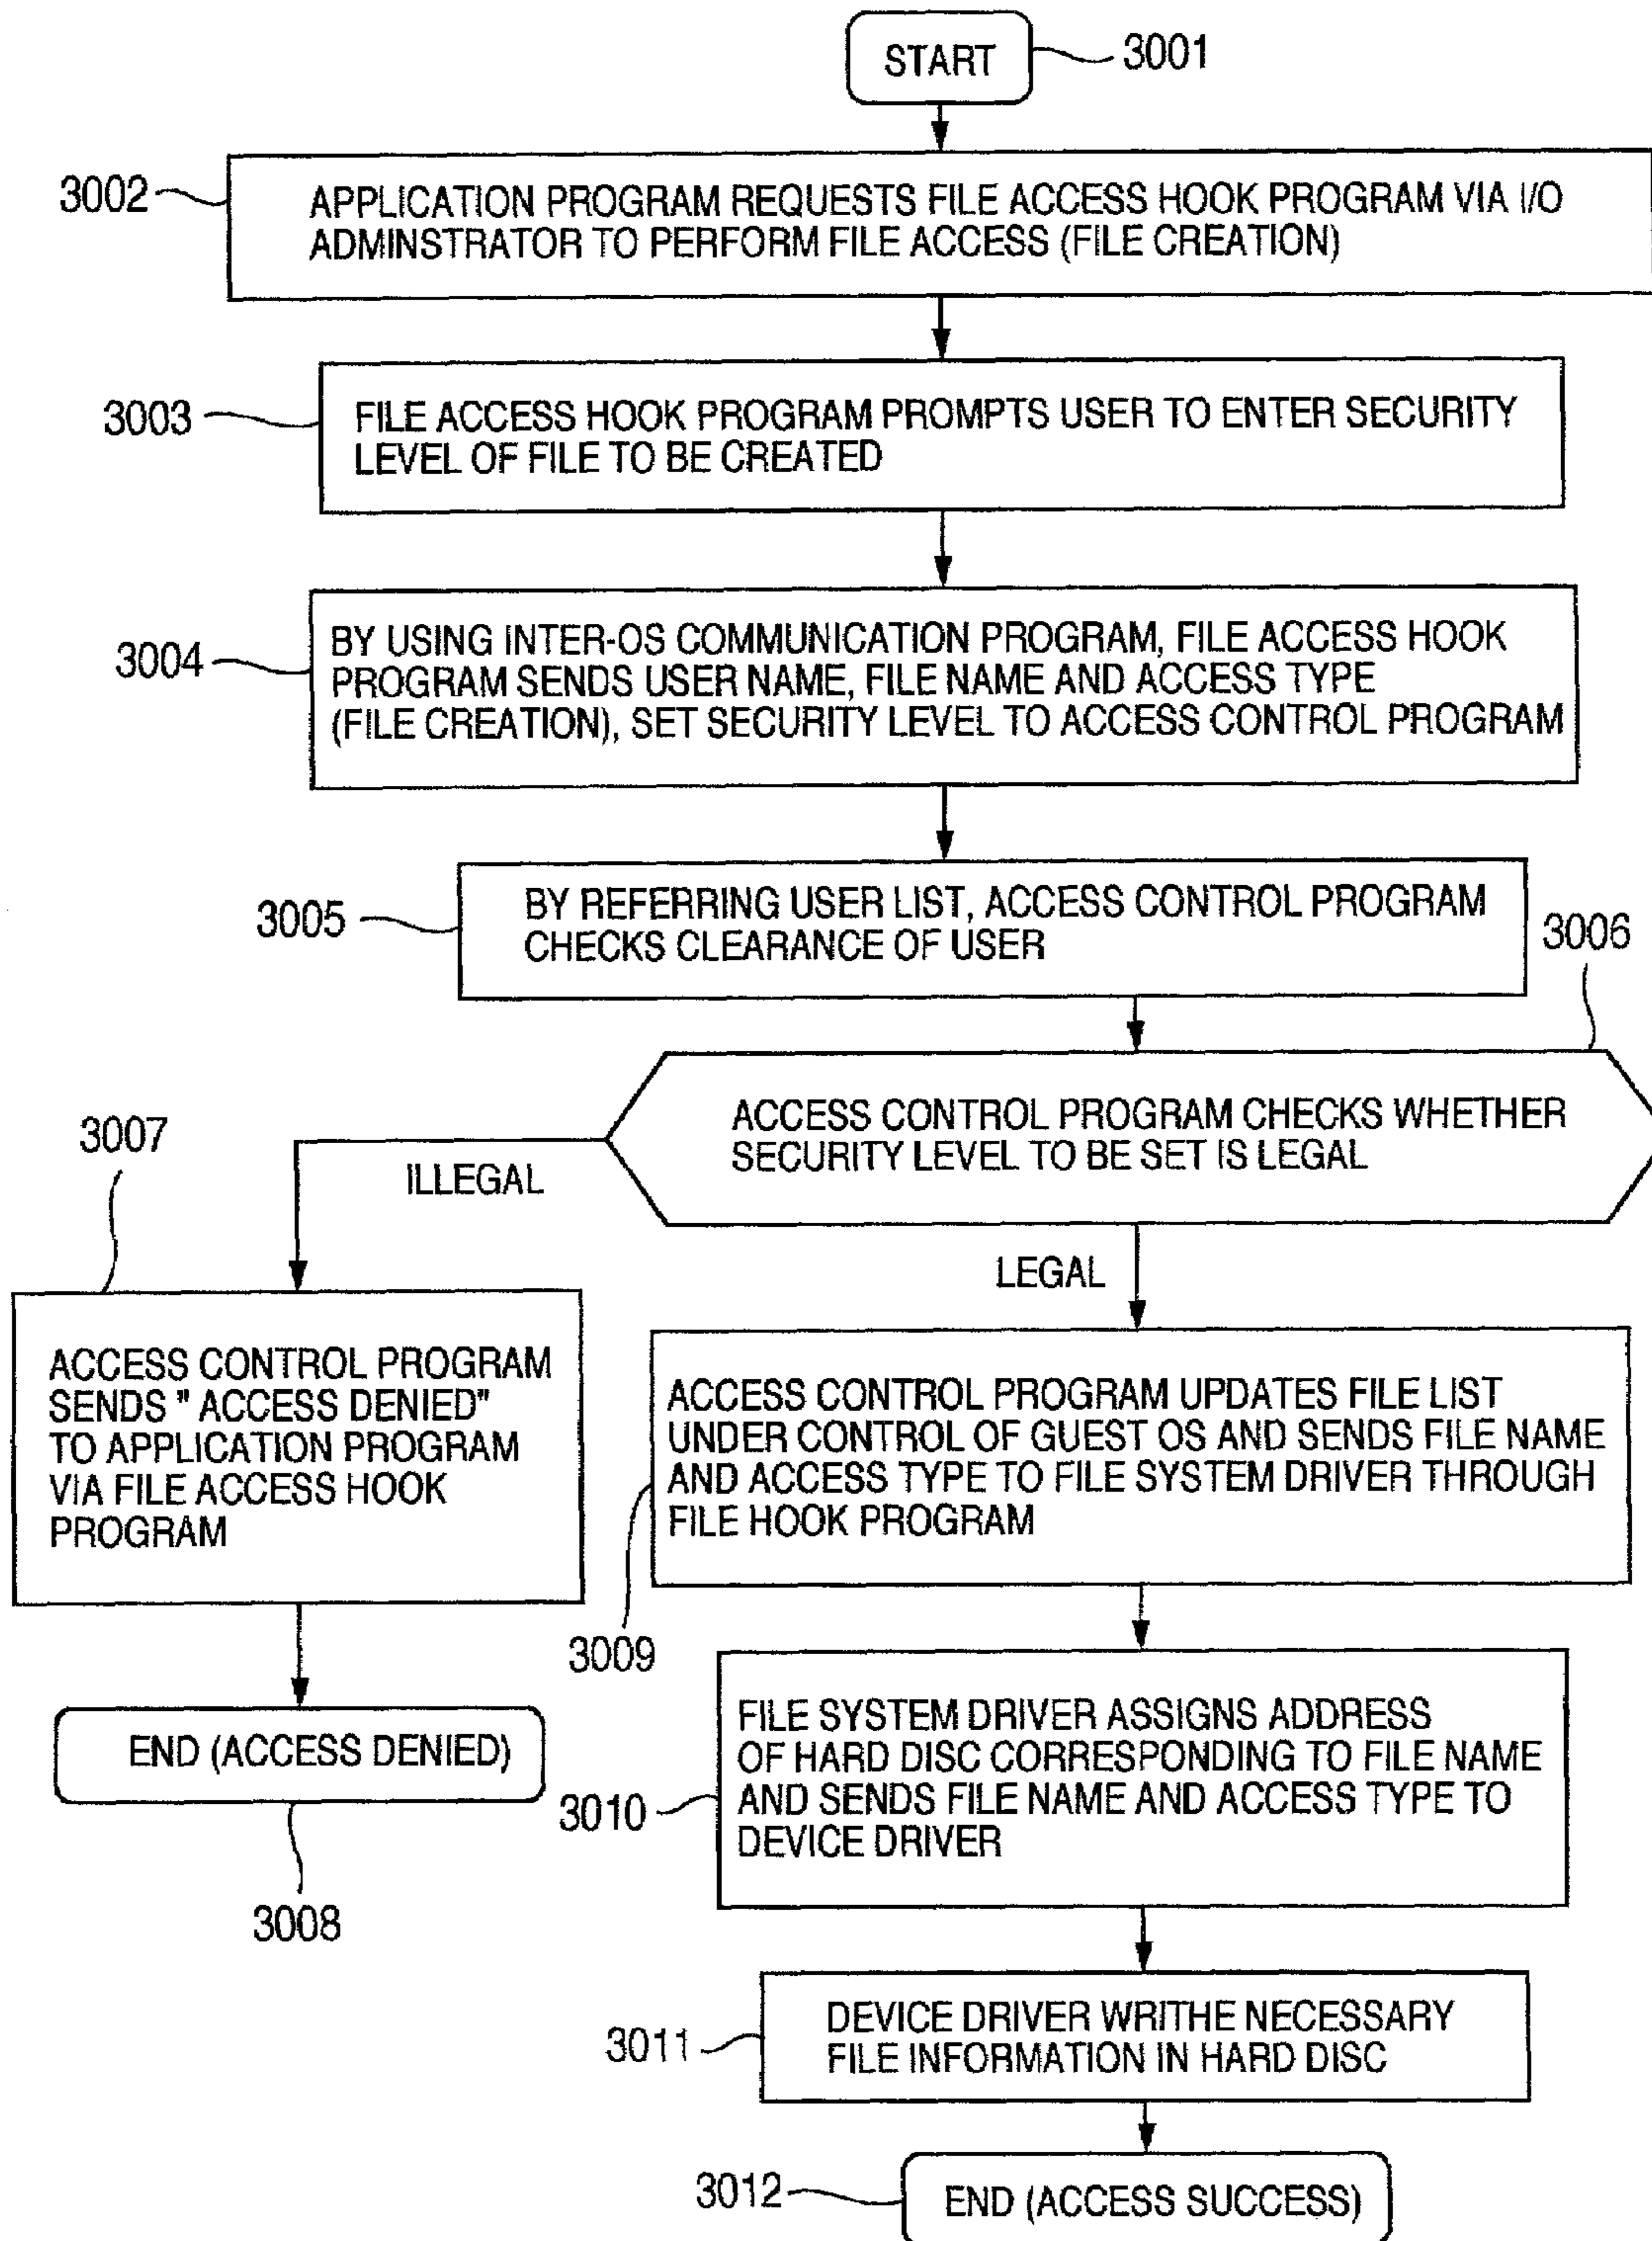 START
3001
3002
APPLICATION PROGRAM REQUESTS FILE ACCESS HOOK PROGRAM VIA I/O
ADMINSTRATOR TO PERFORM FILE ACCESS (FILE CREATION)
3003
FILE ACCESS HOOK PROGRAM PROMPTS USER TO ENTER SECURITY
LEVEL OF FILE TO BE CREATED
3004
BY USING INTER-OS COMMUNICATION PROGRAM, FILE ACCESS HOOK
PROGRAM SENDS USER NAME, FILE NAME AND ACCESS TYPE
(FILE CREATION), SET SECURITY LEVEL TO ACCESS CONTROL PROGRAM
3005
BY REFERRING USER LIST, ACCESS CONTROL PROGRAM
CHECKS CLEARANCE OF USER
3006
ACCESS CONTROL PROGRAM CHECKS WHETHER
SECURITY LEVEL TO BE SET IS LEGAL
3007
ILLEGAL
LEGAL
ACCESS CONTROL PROGRAM
SENDS " ACCESS DENIED"
TO APPLICATION PROGRAM
VIA FILE ACCESS HOOK
PROGRAM
ACCESS CONTROL PROGRAM UPDATES FILE LIST
UNDER CONTROL OF GUEST OS AND SENDS FILE NAME
AND ACCESS TYPE TO FILE SYSTEM DRIVER THROUGH
FILE HOOK PROGRAM
3009
END (ACCESS DENIED)
3008
FILE SYSTEM DRIVER ASSIGNS ADDRESS
OF HARD DISC CORRESPONDING TO FILE NAME
AND SENDS FILE NAME AND ACCESS TYPE TO
DEVICE DRIVER
3010
3011
DEVICE DRIVER WRITHE NECESSARY
FILE INFORMATION IN HARD DISC
3012
END (ACCESS SUCCESS)